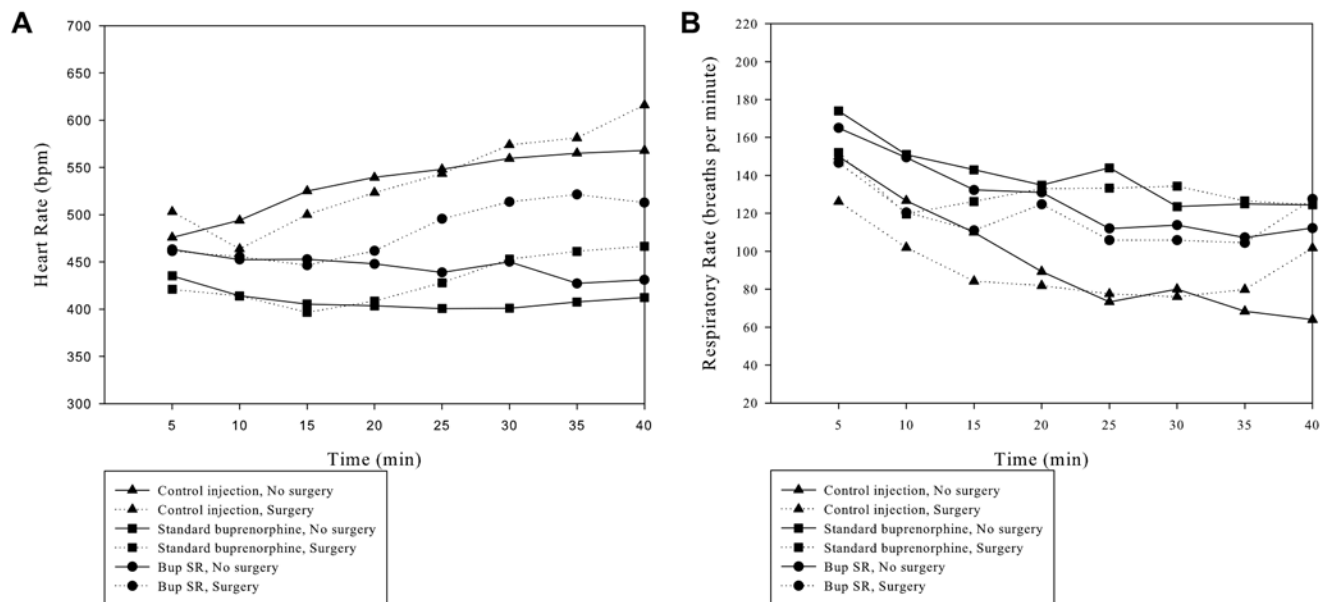 A
700
650
600
550
500
450
400
350
300
Heart Rate (bpm)
5 10 15 20 25 30 35 40
Time (min)
Control injection, No surgery
Control injection, Surgery
Standard buprenorphine, No surgery
Standard buprenorphine, Surgery
Bup SR, No surgery
Bup SR, Surgery
B
220
200
180
160
140
120
100
80
60
40
20
Respiratory Rate (breaths per minute)
5 10 15 20 25 30 35 40
Time (min)
Control injection, No surgery
Control injection, Surgery
Standard buprenorphine, No surgery
Standard buprenorphine, Surgery
Bup SR, No surgery
Bup SR, Surgery